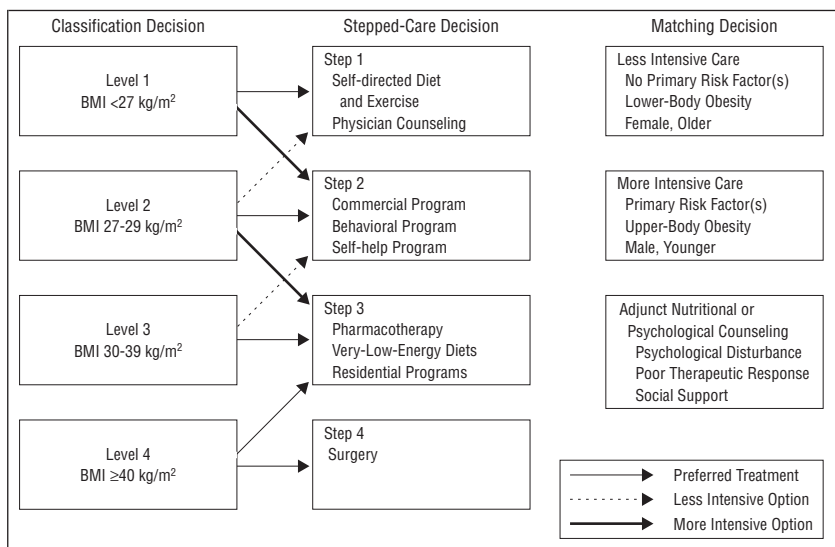 Classification Decision
Stepped-Care Decision
Matching Decision
Level 1
BMI <27 kg/m²
Level 2
BMI 27-29 kg/m²
Level 3
BMI 30-39 kg/m²
Level 4
BMI ≥40 kg/m²
Step 1
Self-directed Diet
and Exercise
Physician Counseling
Step 2
Commercial Program
Behavioral Program
Self-help Program
Step 3
Pharmacotherapy
Very-Low-Energy Diets
Residential Programs
Step 4
Surgery
Less Intensive Care
No Primary Risk Factor(s)
Lower-Body Obesity
Female, Older
More Intensive Care
Primary Risk Factor(s)
Upper-Body Obesity
Male, Younger
Adjunct Nutritional or
Psychological Counseling
Psychological Disturbance
Poor Therapeutic Response
Social Support
Preferred Treatment
Less Intensive Option
More Intensive Option